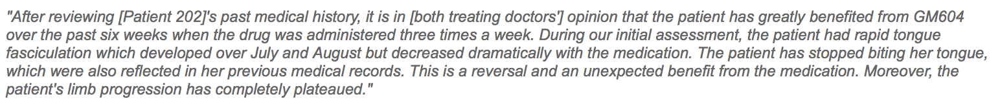 "After reviewing [Patient 202]'s past medical history, it is in [both treating doctors'] opinion that the patient has greatly benefited from GM604
over the past six weeks when the drug was administered three times a week. During our initial assessment, the patient had rapid tongue
fasciculation which developed over July and August but decreased dramatically with the medication. The patient has stopped biting her tongue,
which were also reflected in her previous medical records. This is a reversal and an unexpected benefit from the medication. Moreover, the
patient's limb progression has completely plateaued."